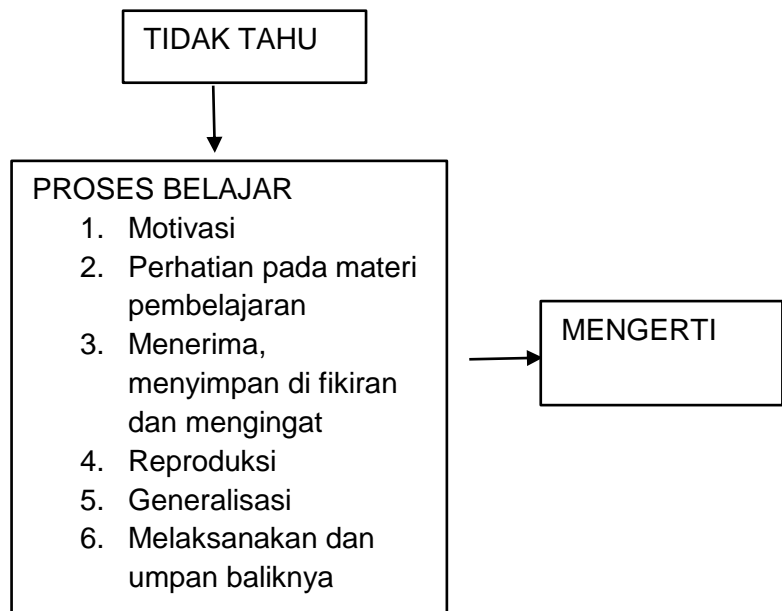 TIDAK TAHU
PROSES BELAJAR
1. Motivasi
2. Perhatian pada materi
pembelajaran
3. Menerima,
menyimpan di fikiran
dan mengingat
4. Reproduksi
5. Generalisasi
6. Melaksanakan dan
umpan baliknya
MENGERTI